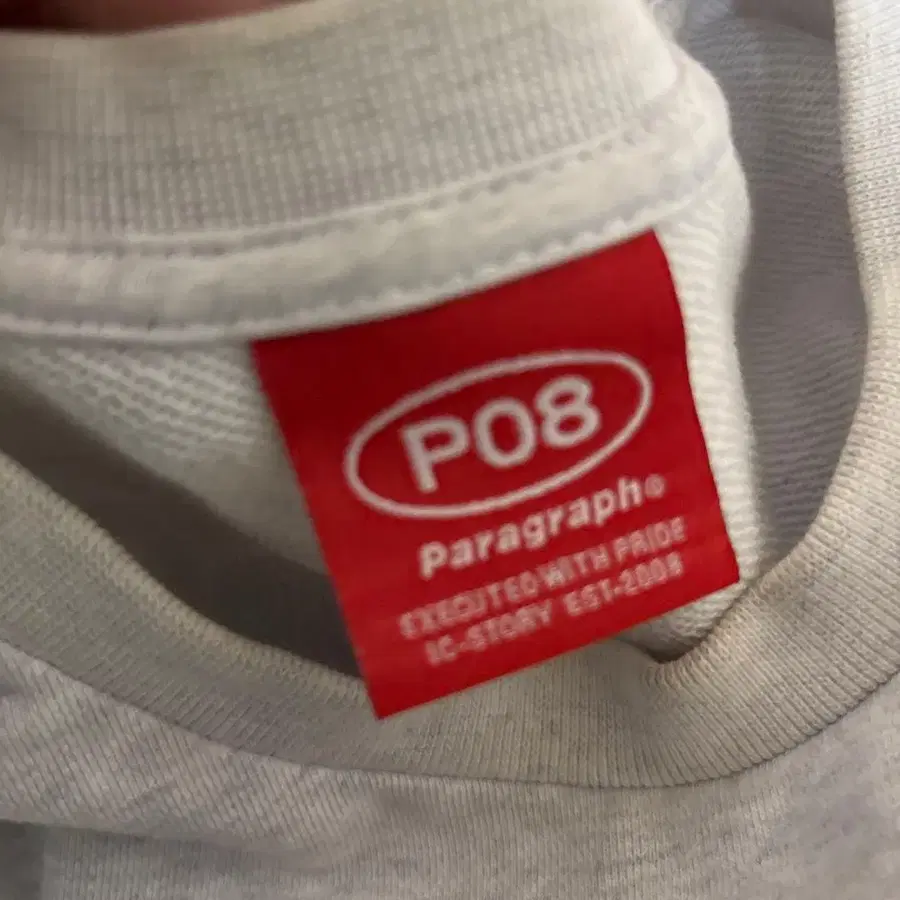 P08
Paragraph©
EXECUTED WITH PRIDE
IC-STORY EST-2008